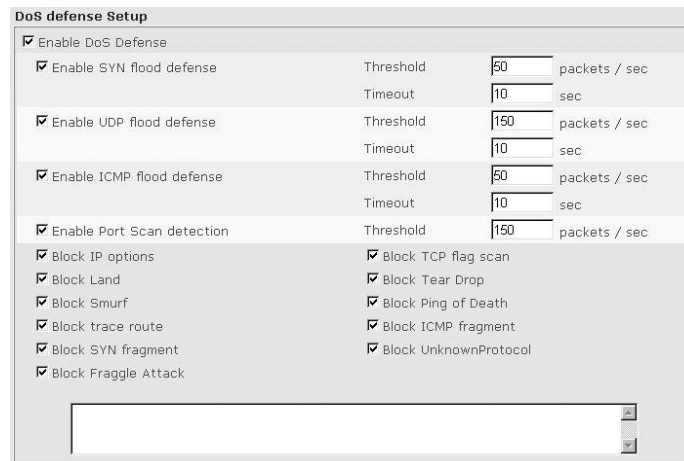 DoS defense Setup
Enable DoS Defense
Enable SYN flood defense Threshold 50 packets / sec
Timeout 10 sec
Enable UDP flood defense Threshold 150 packets / sec
Timeout 10 sec
Enable ICMP flood defense Threshold 50 packets / sec
Timeout 10 sec
Enable Port Scan detection Threshold 150 packets / sec
Block IP options Block TCP flag scan
Block Land Block Tear Drop
Block Smurf Block Ping of Death
Block trace route Block ICMP fragment
Block SYN fragment Block UnknownProtocol
Block Fraggle Attack